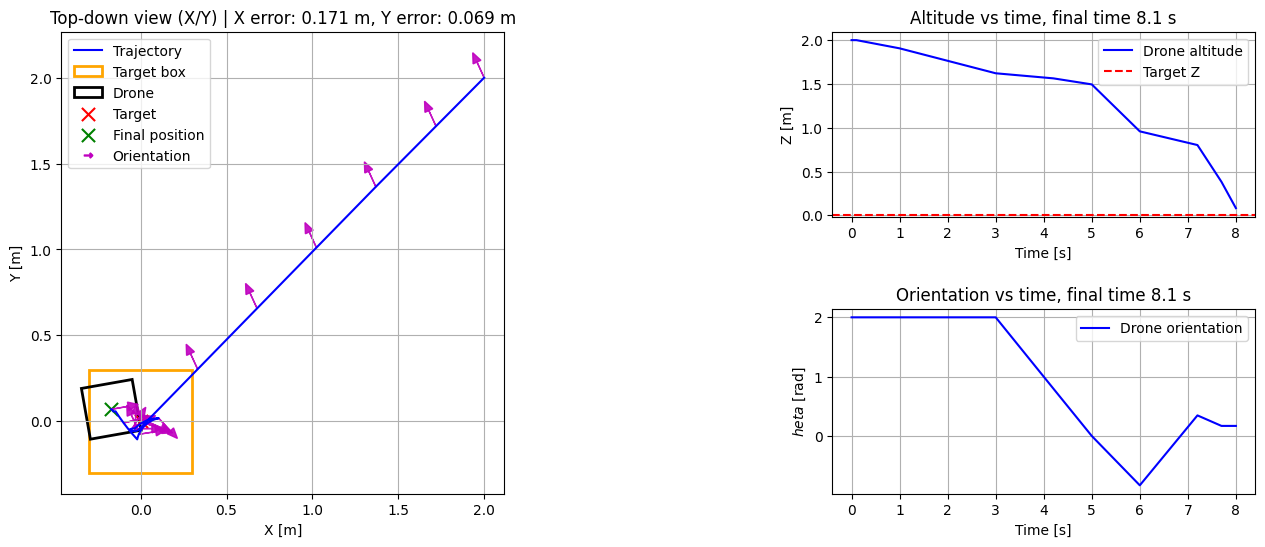 Top-down view (X/Y) | X error: 0.171 m, Y error: 0.069 m
Trajectory
Target box
Drone
Target
Final position
Orientation
2.0
1.5
1.0
0.5
0.0
Y [m]
0.0 0.5 1.0 1.5 2.0
X [m]
Altitude vs time, final time 8.1 s
Drone altitude
Target Z
2.0
1.5
1.0
0.5
0.0
Z [m]
0 1 2 3 4 5 6 7 8
Time [s]
Orientation vs time, final time 8.1 s
Drone orientation
2
1
0
heta [rad]
0 1 2 3 4 5 6 7 8
Time [s]